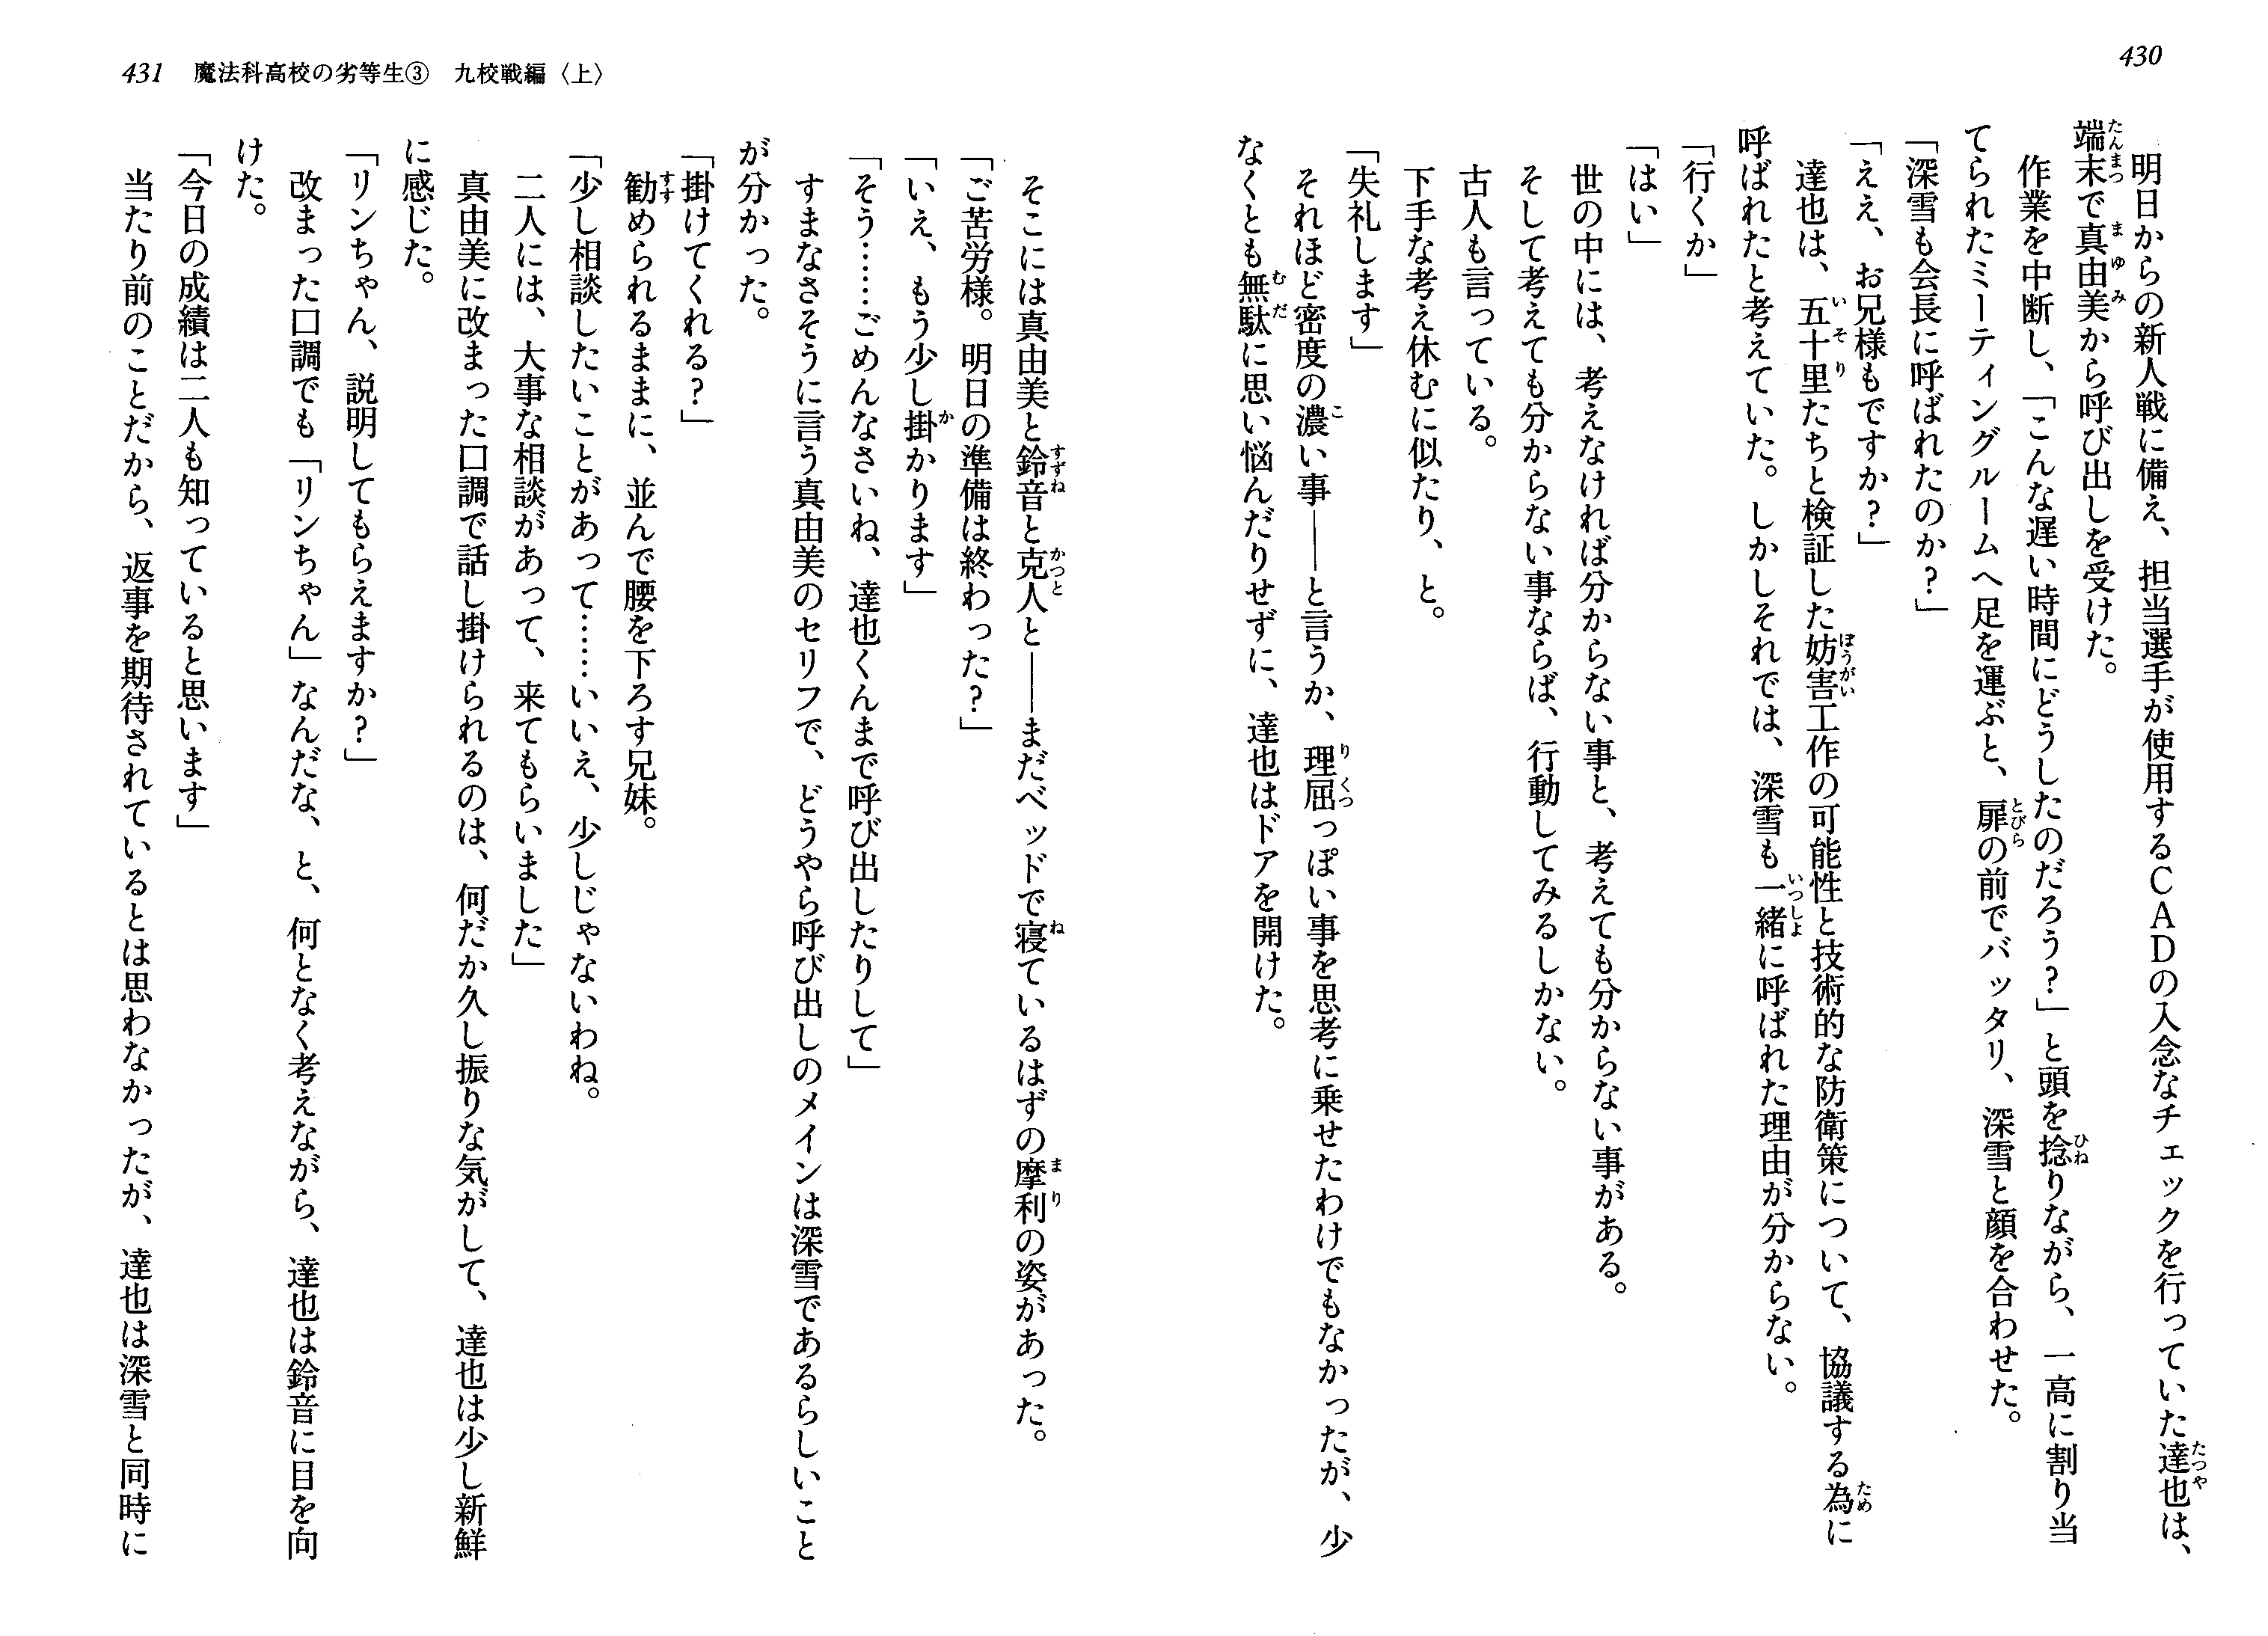 430
明日からの新人戦に備え、担当選手が使用するCADの入念なチェックを行っていた達也は、
端末で真由美から呼び出しを受けた。
作業を中断し、「こんな遅い時間にどうしたのだろう?」と頭を捻りながら、一高に割り当
てられたミーティングルームへ足を運ぶと、扉の前でバッタリ、深雪と顔を合わせた。
「深雪も会長に呼ばれたのか?」
「ええ、お兄様もですか?」
達也は、五十里たちと検証した妨害工作の可能性と技術的な防衛策について、協議する為に
呼ばれたと考えていた。しかしそれでは、深雪も一緒に呼ばれた理由が分からない。
「行くか」
「はい」
世の中には、考えなければ分からない事と、考えても分からない事がある。
そして考えても分からない事ならば、行動してみるしかない。
古人も言っている。
下手な考え休むに似たり、と。
「失礼します」
それほど密度の濃い事――と言うか、理屈っぽい事を思考に乗せたわけでもなかったが、少
なくとも無駄に思い悩んだりせずに、達也はドアを開けた。
431 魔法科高校の劣等生③ 九校戦編〈上〉
そこには真由美と鈴音と克人と――まだベッドで寝ているはずの摩利の姿があった。
「ご苦労様。明日の準備は終わった?」
「いえ、もう少し掛かります」
「そう……ごめんなさいね、達也くんまで呼び出したりして」
すまなさそうに言う真由美のセリフで、どうやら呼び出しのメインは深雪であるらしいこと
が分かった。
「掛けてくれる?」
勧められるままに、並んで腰を下ろす兄妹。
「少し相談したいことがあって……いいえ、少しじゃないわね。
二人には、大事な相談があって、来てもらいました」
真由美に改まった口調で話し掛けられるのは、何だか久し振りな気がして、達也は少し新鮮
に感じた。
「リンちゃん、説明してもらえますか?」
改まった口調でも「リンちゃん」なんだな、と、何となく考えながら、達也は鈴音に目を向
けた。
「今日の成績は二人も知っていると思います」
当たり前のことだから、返事を期待されているとは思わなかったが、達也は深雪と同時に